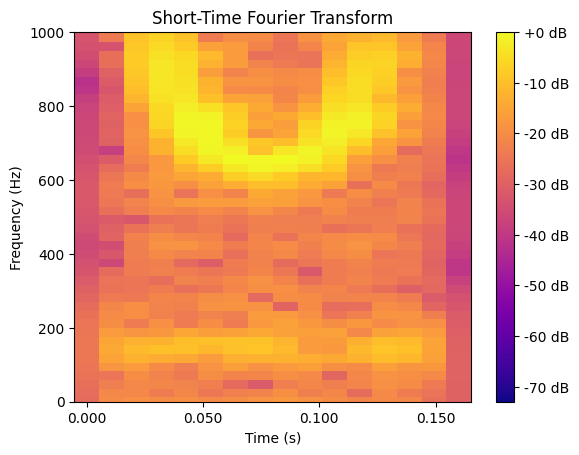 Short-Time Fourier Transform
Frequency (Hz)
1000
800
600
400
200
0
0.000
0.050
0.100
0.150
Time (s)
+0 dB
-10 dB
-20 dB
-30 dB
-40 dB
-50 dB
-60 dB
-70 dB